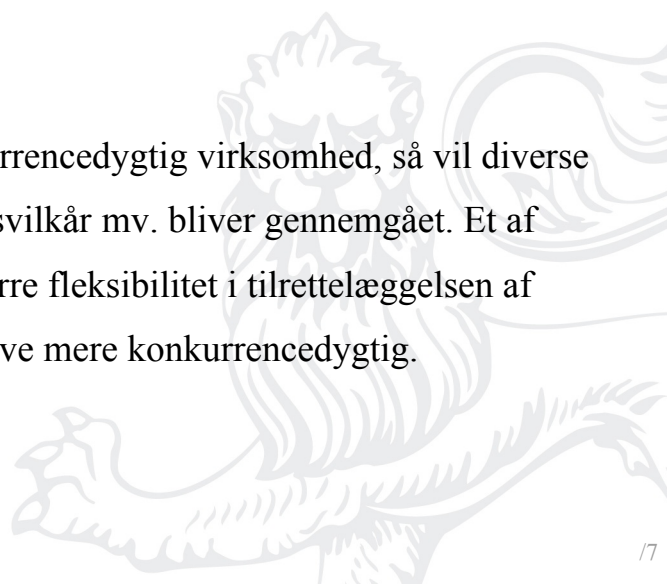 rrencedygtig virksomhed, så vil diverse
svilkår mv. bliver gennemgået. Et af
rre fleksibilitet i tilrettelæggelsen af
ve mere konkurrencedygtig.
/7